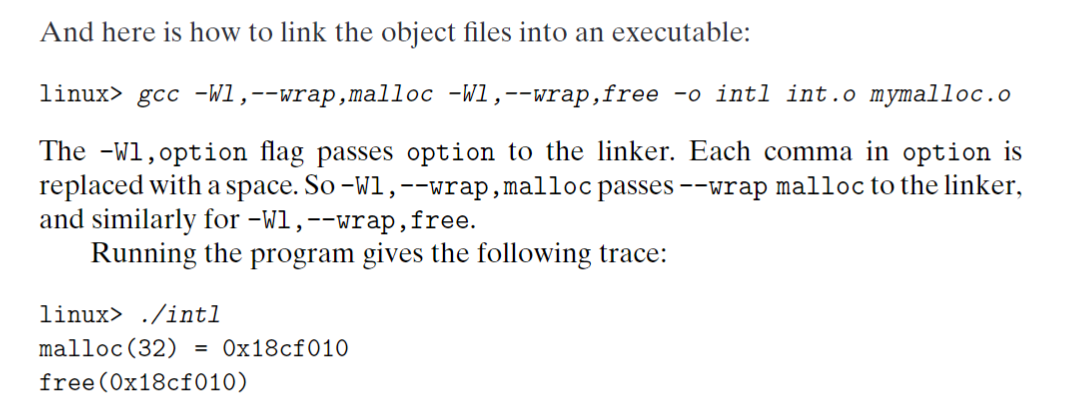 And here is how to link the object files into an executable:
linux> gcc -Wl,--wrap,malloc -Wl,--wrap,free -o intl int.o mymalloc.o
The -Wl,option flag passes option to the linker. Each comma in option is
replaced with a space. So -Wl,--wrap,malloc passes --wrap malloc to the linker,
and similarly for -Wl,--wrap,free.
Running the program gives the following trace:
linux> ./intl
malloc(32) = 0x18cf010
free(0x18cf010)